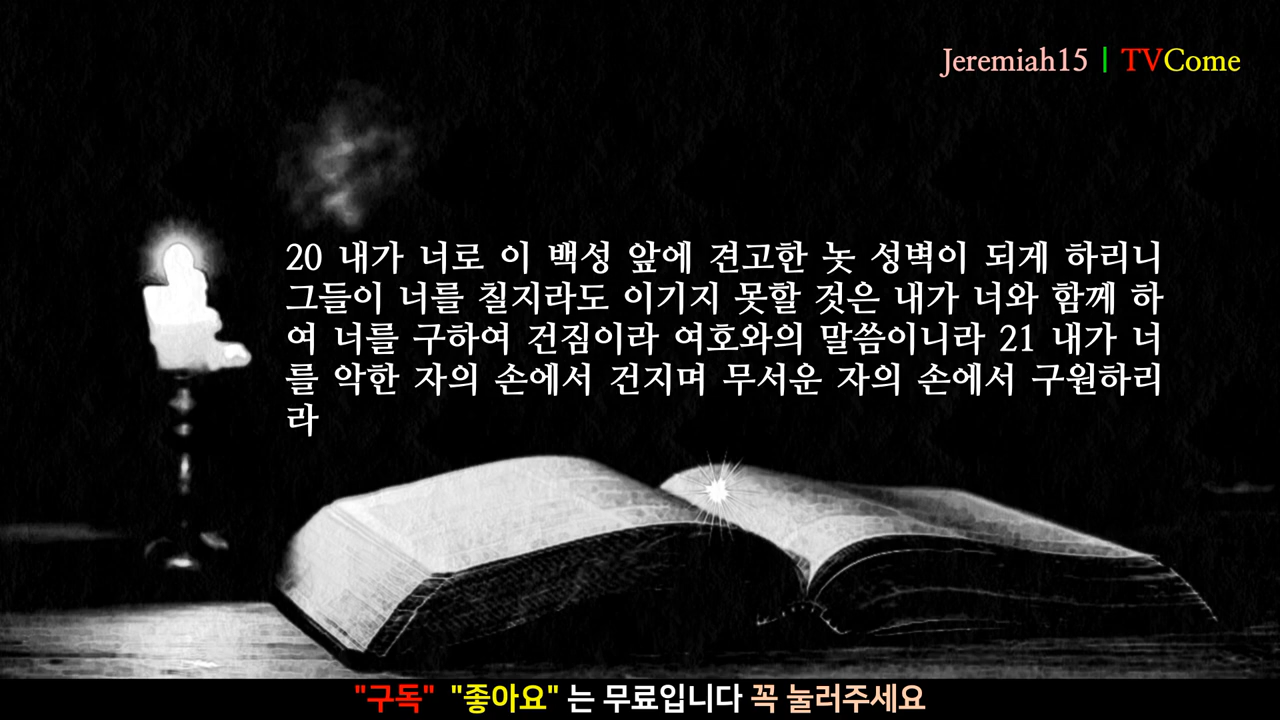 Jeremiah15 | TVCome
20 내가 너로 이 백성 앞에 견고한 놋 성벽이 되게 하리니
그들이 너를 칠지라도 이기지 못할 것은 내가 너와 함께 하
여 너를 구하여 건짐이라 여호와의 말씀이니라 21 내가 너
를 악한 자의 손에서 건지며 무서운 자의 손에서 구원하리
라
"구독" "좋아요" 는 무료입니다 꼭 눌러주세요